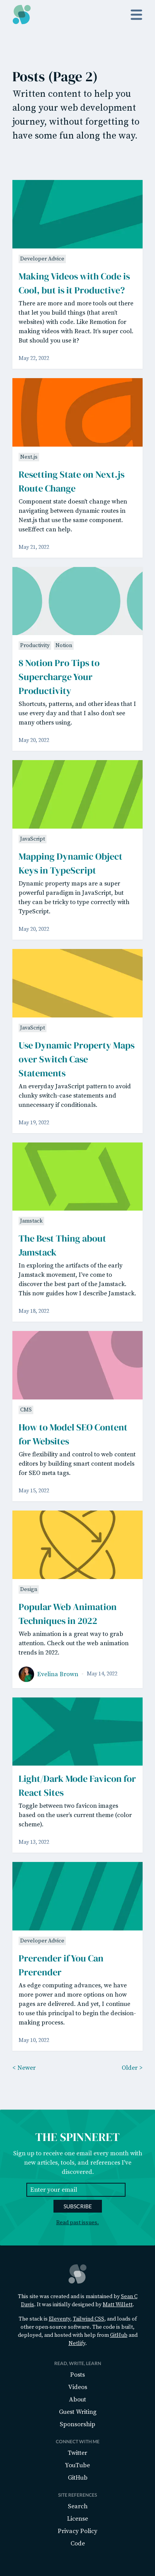 Posts (Page 2)
Written content to help you
along your web development
journey, without forgetting to
have some fun along the way.
Developer Advice
Making Videos with Code is
Cool, but is it Productive?
There are more and more tools out there
that let you build things (that aren't
websites) with code. Like Remotion for
making videos with React. It's super cool.
But should you use it?
May 22, 2022
Next.js
Resetting State on Next.js
Route Change
Component state doesn't change when
navigating between dynamic routes in
Next.js that use the same component.
useEffect can help.
May 21, 2022
Productivity Notion
8 Notion Pro Tips to
Supercharge Your
Productivity
Shortcuts, patterns, and other ideas that I
use every day and that I also don't see
many others using.
May 20, 2022
JavaScript
Mapping Dynamic Object
Keys in TypeScript
Dynamic property maps are a super
powerful paradigm in JavaScript, but
they can be tricky to type correctly with
TypeScript.
May 20, 2022
JavaScript
Use Dynamic Property Maps
over Switch Case
Statements
An everyday JavaScript pattern to avoid
chunky switch-case statements and
unnecessary if conditionals.
May 19, 2022
Jamstack
The Best Thing about
Jamstack
In exploring the artifacts of the early
Jamstack movement, I've come to
discover the best part of the Jamstack.
This now guides how I describe Jamstack.
May 18, 2022
CMS
How to Model SEO Content
for Websites
Give flexibility and control to web content
editors by building smart content models
for SEO meta tags.
May 15, 2022
Design
Popular Web Animation
Techniques in 2022
Web animation is a great way to grab
attention. Check out the web animation
trends in 2022.
Evelina Brown · May 14, 2022
Light/Dark Mode Favicon for
React Sites
Toggle between two favicon images
based on the user's current theme (color
scheme).
May 13, 2022
Developer Advice
Prerender if You Can
Prerender
As edge computing advances, we have
more power and more options on how
pages are delivered. And yet, I continue
to use this principal to help in the decision-
making process.
May 10, 2022
< Newer Older >
THE SPINNERET
Sign up to receive one email every month with
new articles, tools, and references I've
discovered.
Enter your email
SUBSCRIBE
Read past issues.
This site was created and is maintained by Sean C
Davis. It was initially designed by Matt Willett.
The stack is Eleventy, Tailwind CSS, and loads of
other open-source software. The code is built,
deployed, and hosted with help from GitHub and
Netlify.
READ, WRITE, LEARN
Posts
Videos
About
Guest Writing
Sponsorship
CONNECT WITH ME
Twitter
YouTube
GitHub
SITE REFERENCES
Search
License
Privacy Policy
Code